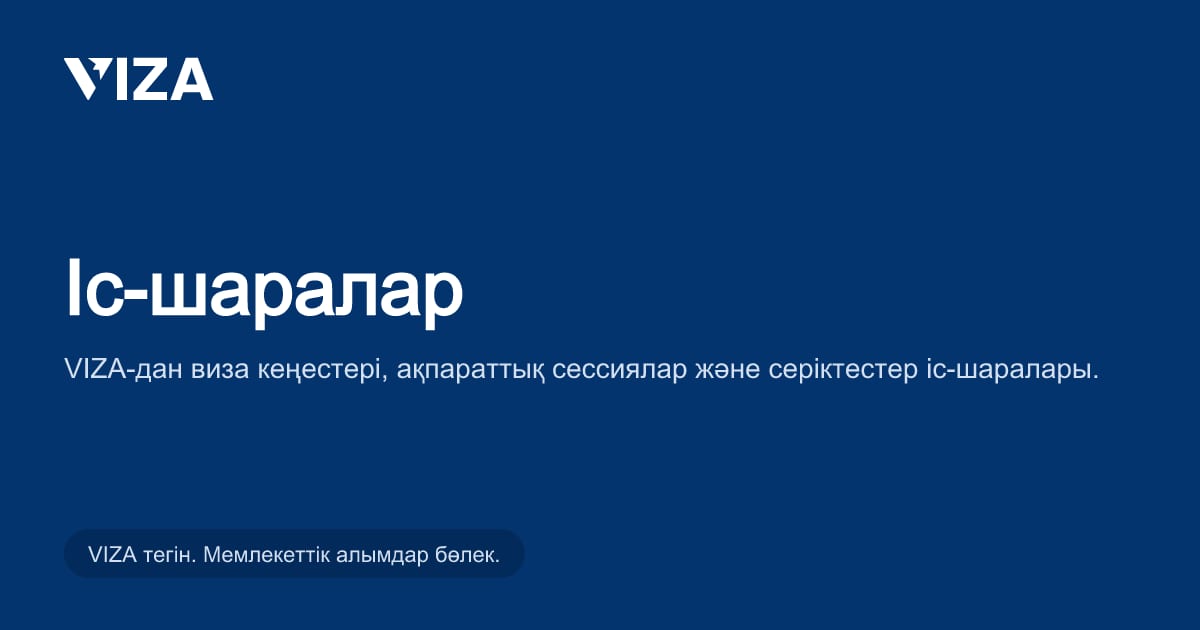 VIZA
Іс-шаралар
VIZA-дан виза кеңестері, ақпараттық сессиялар және серіктестер іс-шаралары.
VIZA тегін. Мемлекеттік алымдар бөлек.